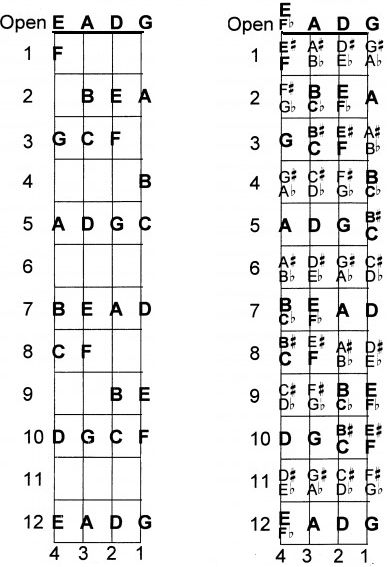 Open E A D G
1 F
2 B E A
3 G C F
4 B
5 A D G C
6
7 B E A D
8 C F
9 B E
10 D G C F
11
12 E A D G
4 3 2 1
E
Open F♭ A D G
1 E♯ A♯ D♯ G♯
F B♭ E♭ A♭
2 F♯ B E A
G♭ C♭ F♭
3 G B♯ E♯ A♯
C F B♭
4 G♯ C♯ F♯ B
A♭ D♭ G♭ C♭
5 A D G B♯
C
6 A♯ D♯ G♯ C♯
B♭ E♭ A♭ D♭
7 B E A D
C♭ F♭
8 B♯ E♯ A♯ D♯
C F B♭ E♭
9 C♯ F♯ B E
D♭ G♭ C♭ F♭
10 D G B♯ E♯
C F
11 D♯ G♯ C♯ F♯
E♭ A♭ D♭ G♭
12 E A D G
F♭
4 3 2 1.